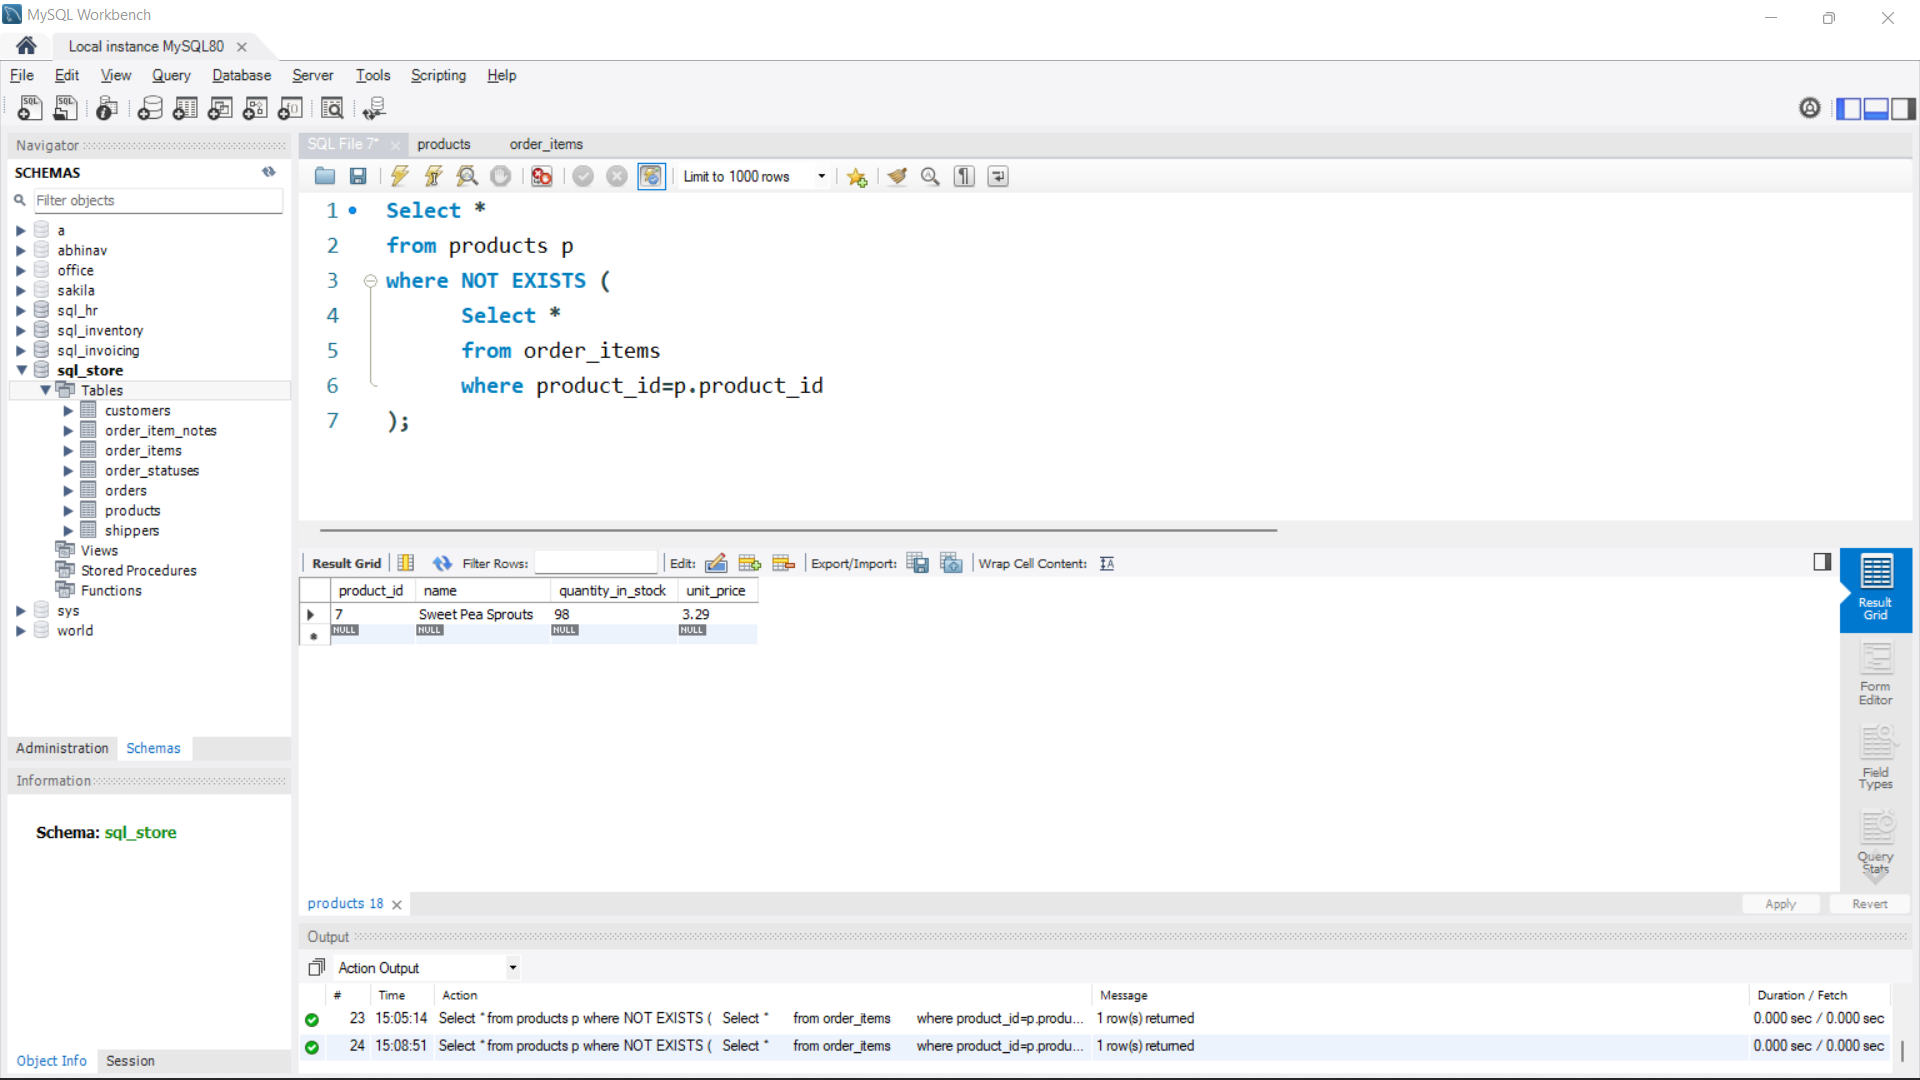 MySQL Workbench
Local instance MySQL80
File Edit View Query Database Server Tools Scripting Help
Navigator
SCHEMAS
Filter objects
a
abhinav
office
sakila
sql_hr
sql_inventory
sql_invoicing
sql_store
Tables
customers
order_item_notes
order_items
order_statuses
orders
products
shippers
Views
Stored Procedures
Functions
sys
world
Administration Schemas
Information
Schema: sql_store
Object Info Session
SQL File 7* products order_items
Limit to 1000 rows
1 Select *
2 from products p
3 where NOT EXISTS (
4 Select *
5 from order_items
6 where product_id=p.product_id
7 );
Result Grid Filter Rows: Edit: Export/Import: Wrap Cell Content:
product_id name quantity_in_stock unit_price
7 Sweet Pea Sprouts 98 3.29
NULL NULL NULL NULL
Result
Grid
Form
Editor
Field
Types
Query
Stats
products 18 Apply Revert
Output
Action Output
# Time Action Message Duration / Fetch
23 15:05:14 Select * from products p where NOT EXISTS ( Select * from order_items where product_id=p.produ... 1 row(s) returned 0.000 sec / 0.000 sec
24 15:08:51 Select * from products p where NOT EXISTS ( Select * from order_items where product_id=p.produ... 1 row(s) returned 0.000 sec / 0.000 sec